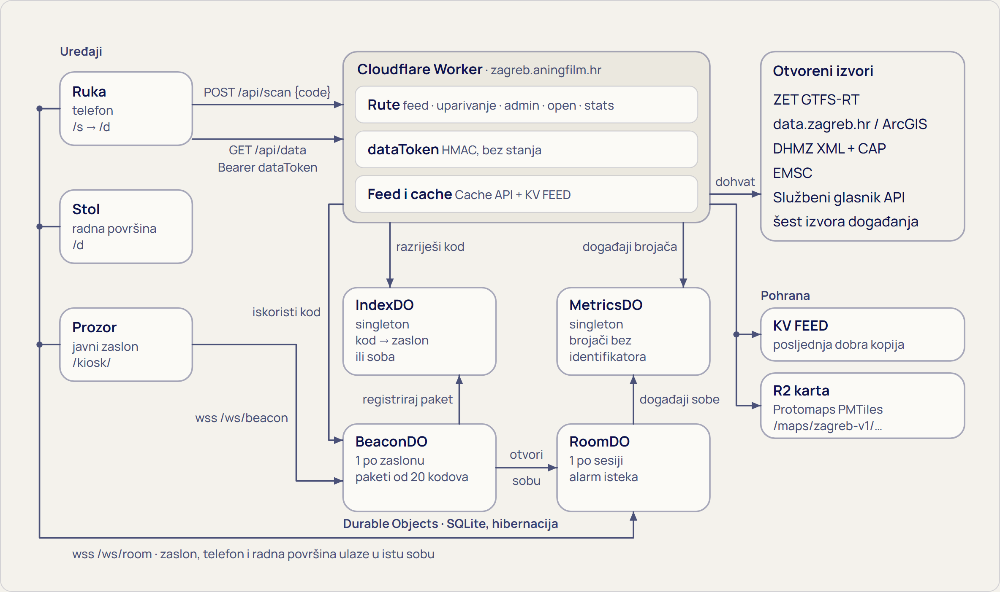 Uređaji
Ruka
telefon
/s → /d
POST /api/scan {code}
GET /api/data
Bearer dataToken
Stol
radna površina
/d
Prozor
javni zaslon
/kiosk/
Cloudflare Worker · zagreb.aningfilm.hr
Rute feed · uparivanje · admin · open · stats
dataToken HMAC, bez stanja
Feed i cache Cache API + KV FEED
dohvat
Otvoreni izvori
ZET GTFS-RT
data.zagreb.hr / ArcGIS
DHMZ XML + CAP
EMSC
Službeni glasnik API
šest izvora događanja
razriješi kod
događaji brojača
iskoristi kod
IndexDO
singleton
kod → zaslon
ili soba
MetricsDO
singleton
brojači bez
identifikatora
Pohrana
KV FEED
posljednja dobra kopija
R2 karta
Protomaps PMTiles
/maps/zagreb-v1/...
registriraj paket
događaji sobe
wss /ws/beacon
BeaconDO
1 po zaslonu
paketi od 20 kodova
otvori
sobu
RoomDO
1 po sesiji
alarm isteka
Durable Objects · SQLite, hibernacija
wss /ws/room · zaslon, telefon i radna površina ulaze u istu sobu